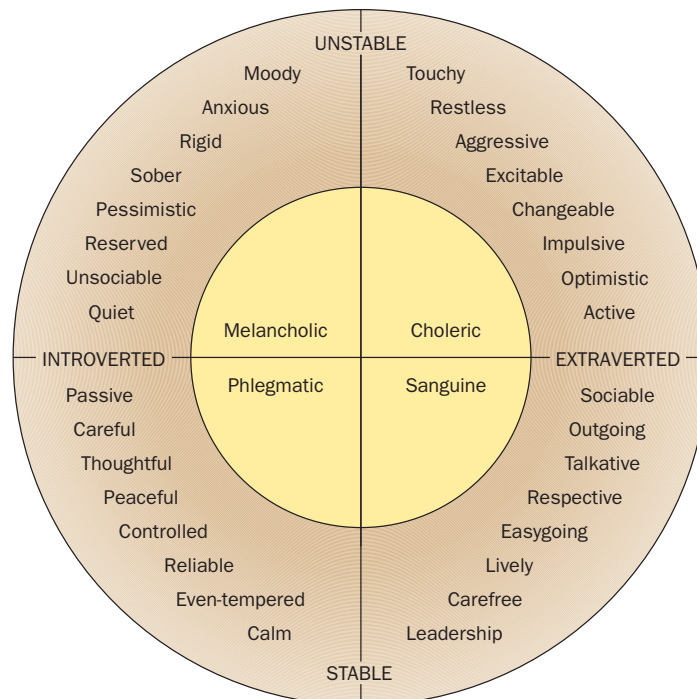 UNSTABLE
Moody
Touchy
Anxious
Restless
Rigid
Aggressive
Sober
Excitable
Pessimistic
Changeable
Reserved
Impulsive
Unsociable
Optimistic
Quiet
Active
Melancholic
Choleric
INTROVERTED
EXTRAVERTED
Phlegmatic
Sanguine
Passive
Sociable
Careful
Outgoing
Thoughtful
Talkative
Peaceful
Respective
Controlled
Easygoing
Reliable
Lively
Even-tempered
Carefree
Calm
Leadership
STABLE